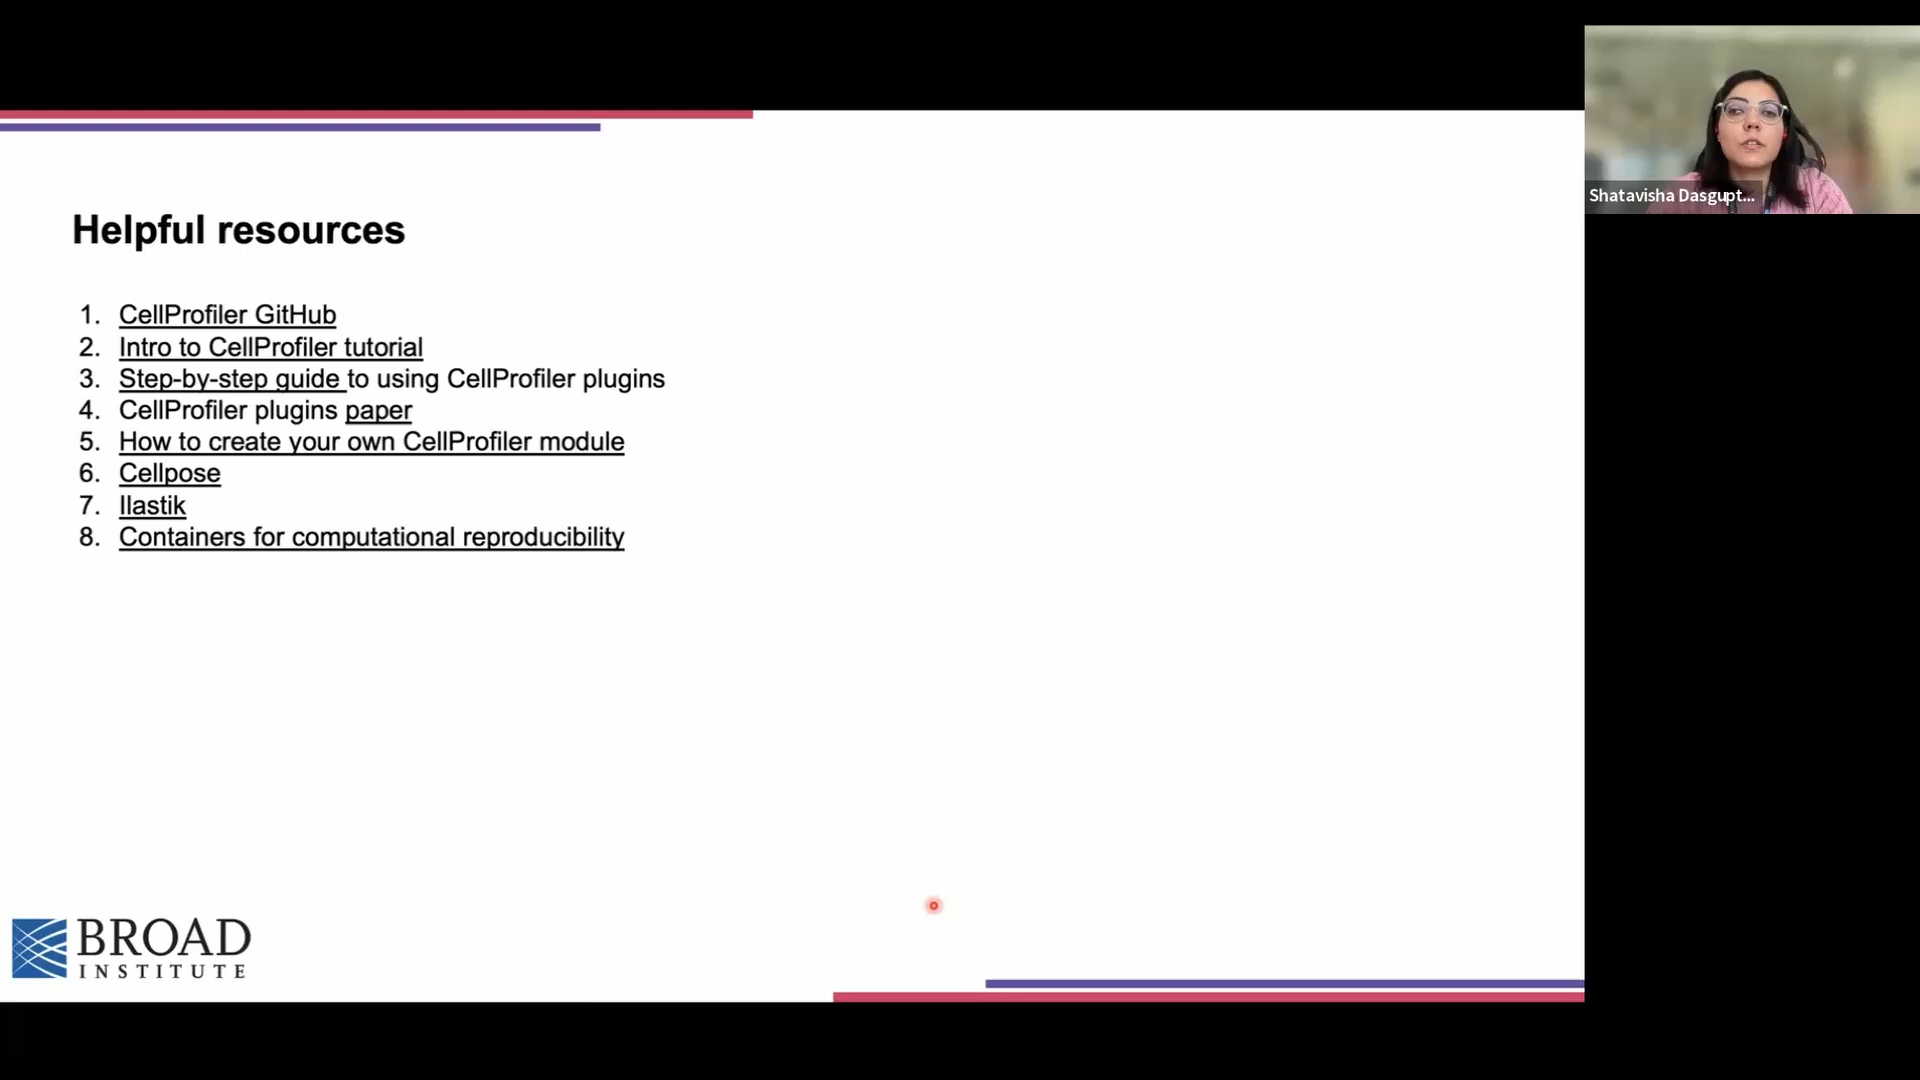 Helpful resources
1. CellProfiler GitHub
2. Intro to CellProfiler tutorial
3. Step-by-step guide to using CellProfiler plugins
4. CellProfiler plugins paper
5. How to create your own CellProfiler module
6. Cellpose
7. Ilastik
8. Containers for computational reproducibility
BROAD
INSTITUTE
Shatavisha Dasgupt...